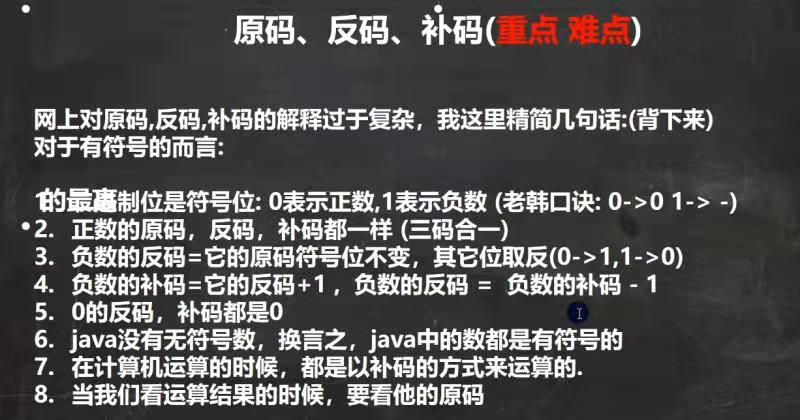 原码、反码、补码(重点 难点)
网上对原码,反码,补码的解释过于复杂，我这里精简几句话:(背下来)
对于有符号的而言:
的最高
1. 制位是符号位: 0表示正数,1表示负数 (老韩口诀: 0->0 1-> -)
2. 正数的原码，反码，补码都一样 (三码合一)
3. 负数的反码=它的原码符号位不变，其它位取反(0->1,1->0)
4. 负数的补码=它的反码+1 ，负数的反码 = 负数的补码 - 1
5. 0的反码，补码都是0
6. java没有无符号数，换言之，java中的数都是有符号的
7. 在计算机运算的时候，都是以补码的方式来运算的.
8. 当我们看运算结果的时候，要看他的原码